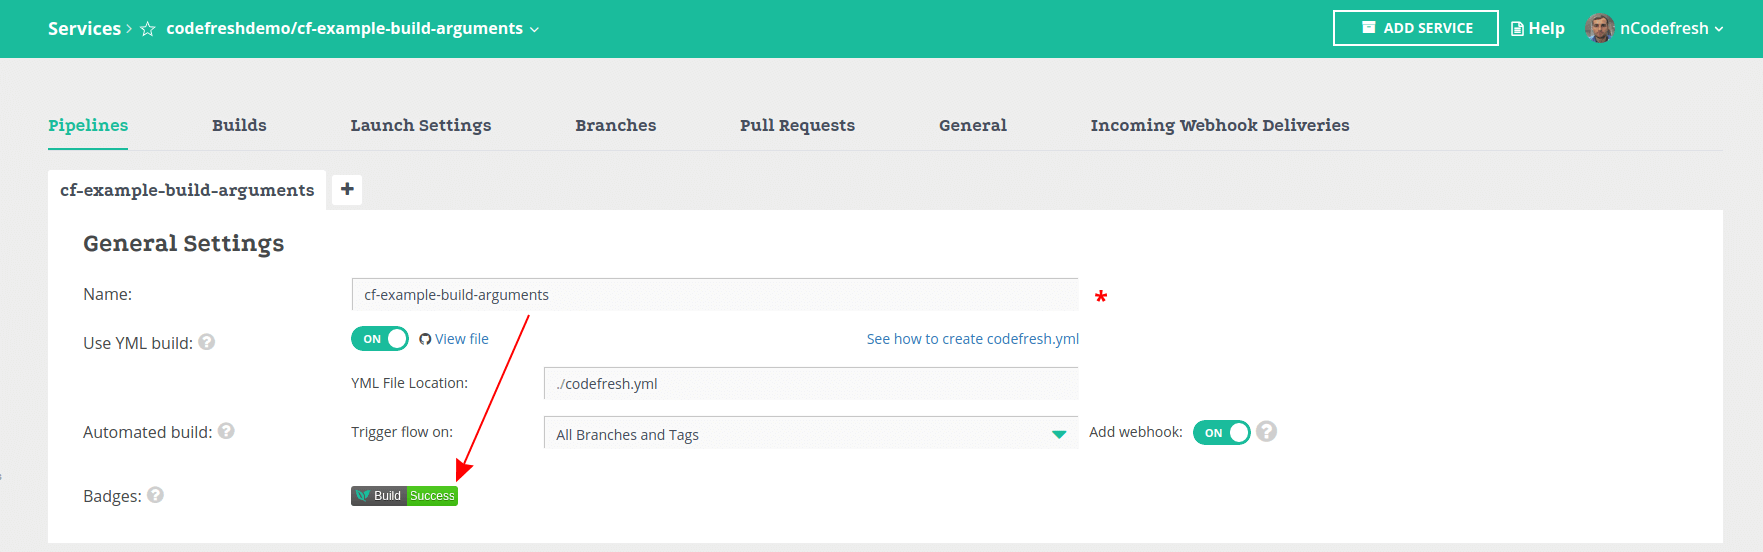 Services > ☆ codefreshdemo/cf-example-build-arguments
ADD SERVICE
Help
nCodefresh
Pipelines Builds Launch Settings Branches Pull Requests General Incoming Webhook Deliveries
cf-example-build-arguments +
General Settings
Name: cf-example-build-arguments *
Use YML build: ? ON View file See how to create codefresh.yml
YML File Location: ./codefresh.yml
Automated build: ? Trigger flow on: All Branches and Tags Add webhook: ON ?
Badges: ? Build Success